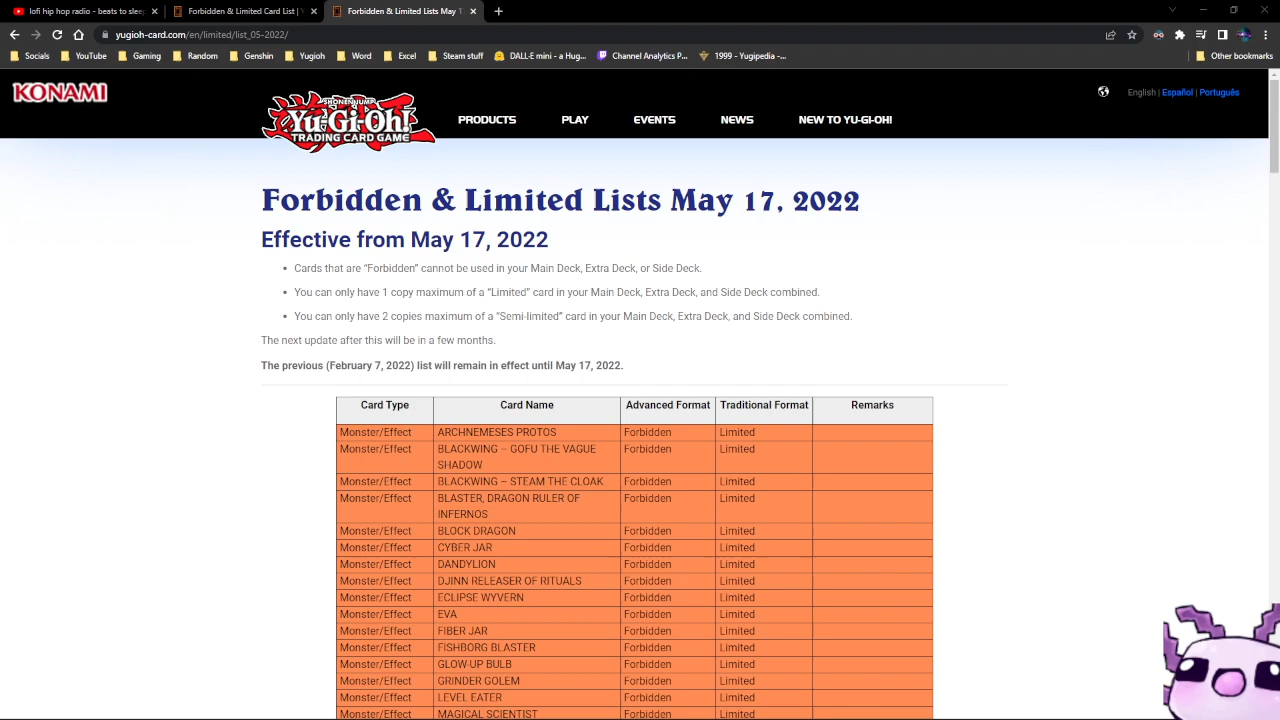 lofi hip hop radio - beats to sleep
Forbidden & Limited Card List | Y
Forbidden & Limited Lists May 1
yugioh-card.com/en/limited/list_05-2022/
Socials YouTube Gaming Random Genshin Yugioh Word Excel Steam stuff DALL·E mini - a Hug... Channel Analytics P... 1999 - Yugipedia -... Other bookmarks
KONAMI
English | Español | Português
SHONEN JUMP
Yu-Gi-Oh!
TRADING CARD GAME
PRODUCTS PLAY EVENTS NEWS NEW TO YU-GI-OH!
Forbidden & Limited Lists May 17, 2022
Effective from May 17, 2022
• Cards that are “Forbidden” cannot be used in your Main Deck, Extra Deck, or Side Deck.
• You can only have 1 copy maximum of a “Limited” card in your Main Deck, Extra Deck, and Side Deck combined.
• You can only have 2 copies maximum of a “Semi-limited” card in your Main Deck, Extra Deck, and Side Deck combined.
The next update after this will be in a few months.
The previous (February 7, 2022) list will remain in effect until May 17, 2022.
Card Type Card Name Advanced Format Traditional Format Remarks
Monster/Effect ARCHNEMESES PROTOS Forbidden Limited
Monster/Effect BLACKWING – GOFU THE VAGUE Forbidden Limited
SHADOW
Monster/Effect BLACKWING – STEAM THE CLOAK Forbidden Limited
Monster/Effect BLASTER, DRAGON RULER OF Forbidden Limited
INFERNOS
Monster/Effect BLOCK DRAGON Forbidden Limited
Monster/Effect CYBER JAR Forbidden Limited
Monster/Effect DANDYLION Forbidden Limited
Monster/Effect DJINN RELEASER OF RITUALS Forbidden Limited
Monster/Effect ECLIPSE WYVERN Forbidden Limited
Monster/Effect EVA Forbidden Limited
Monster/Effect FIBER JAR Forbidden Limited
Monster/Effect FISHBORG BLASTER Forbidden Limited
Monster/Effect GLOW-UP BULB Forbidden Limited
Monster/Effect GRINDER GOLEM Forbidden Limited
Monster/Effect LEVEL EATER Forbidden Limited
Monster/Effect MAGICAL SCIENTIST Forbidden Limited